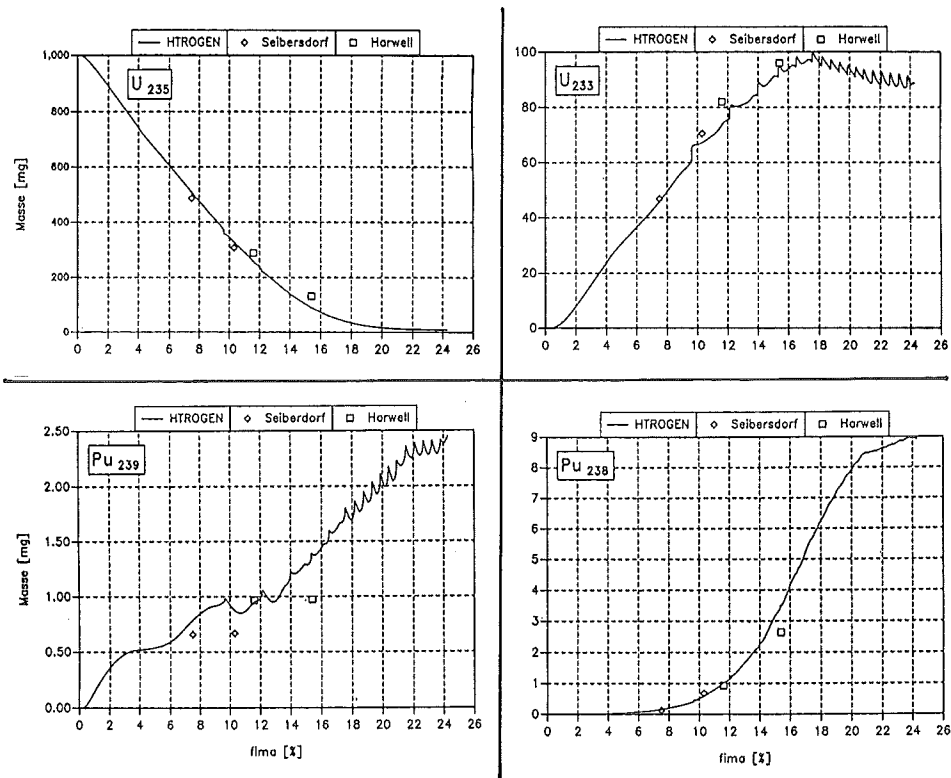 HTROGEN Seibersdorf Harwell
U 235
Masse [mg]
1,000
800
600
400
200
0
0 2 4 6 8 10 12 14 16 18 20 22 24 26
HTROGEN Seibersdorf Harwell
U 233
100
80
60
40
20
0
0 2 4 6 8 10 12 14 16 18 20 22 24 26
HTROGEN Seiberdorf Harwell
Pu 239
Masse [mg]
2.50
2.00
1.50
1.00
0.50
0.00
0 2 4 6 8 10 12 14 16 18 20 22 24 26
fima [%]
HTROGEN Seibersdorf Harwell
Pu 238
9
8
7
6
5
4
3
2
1
0
0 2 4 6 8 10 12 14 16 18 20 22 24 26
fima [%]